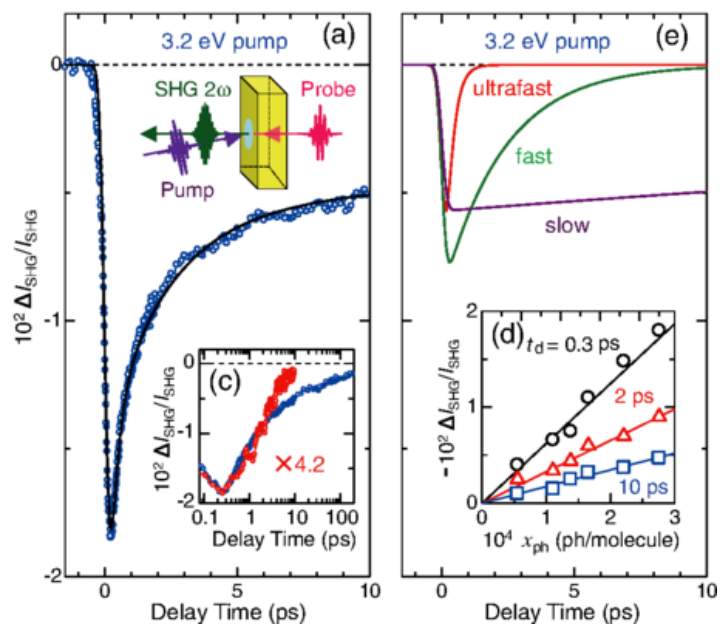 3.2 eV pump
(a)
SHG 2ω
Probe
Pump
0
-1
-2
10² ΔI_SHG/I_SHG
0
5
10
Delay Time (ps)
(c)
×4.2
0
-1
-2
10² ΔI_SHG/I_SHG
0.1
1
10
100
Delay Time (ps)
3.2 eV pump
(e)
ultrafast
fast
slow
(d)
t_d = 0.3 ps
2 ps
10 ps
2
1
0
−10² ΔI_SHG/I_SHG
0
1
2
3
10⁴ x_ph (ph/molecule)
0
5
10
Delay Time (ps)